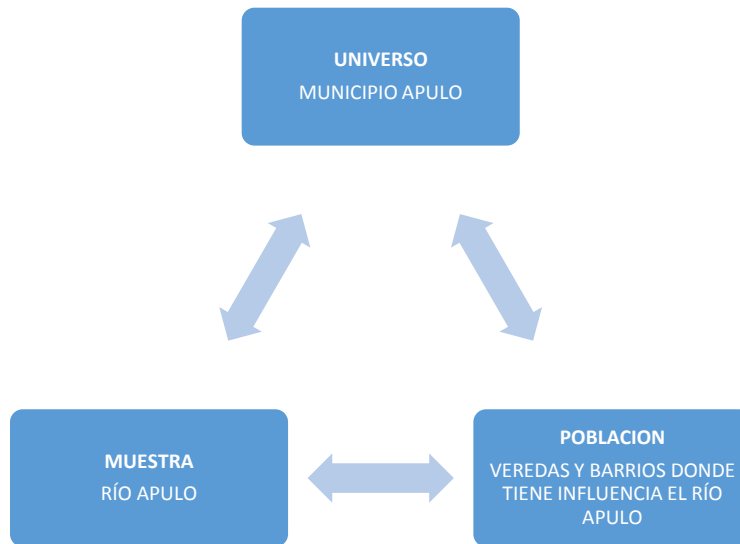 UNIVERSO
MUNICIPIO APULO
MUESTRA
RÍO APULO
POBLACION
VEREDAS Y BARRIOS DONDE
TIENE INFLUENCIA EL RÍO
APULO